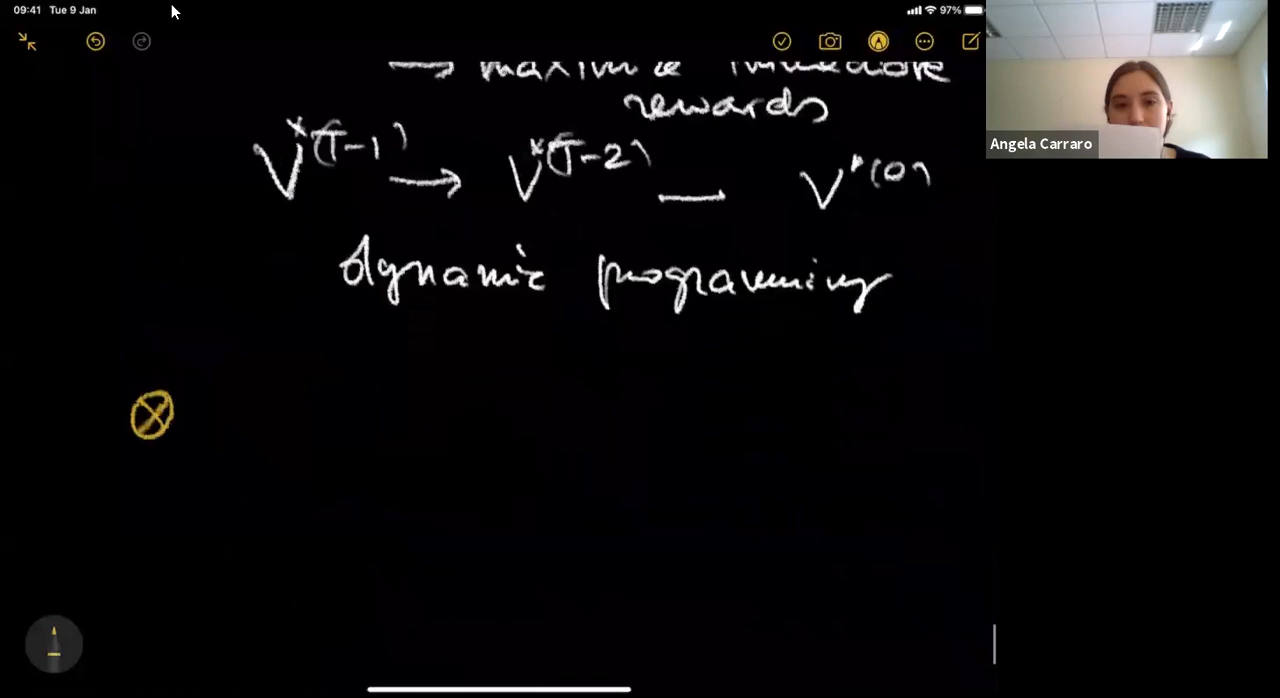 09:41 Tue 9 Jan 97%
→ maximize immediate
rewards
V*(T-1) → V*(T-2) — V*(0)
dynamic programming
Angela Carraro